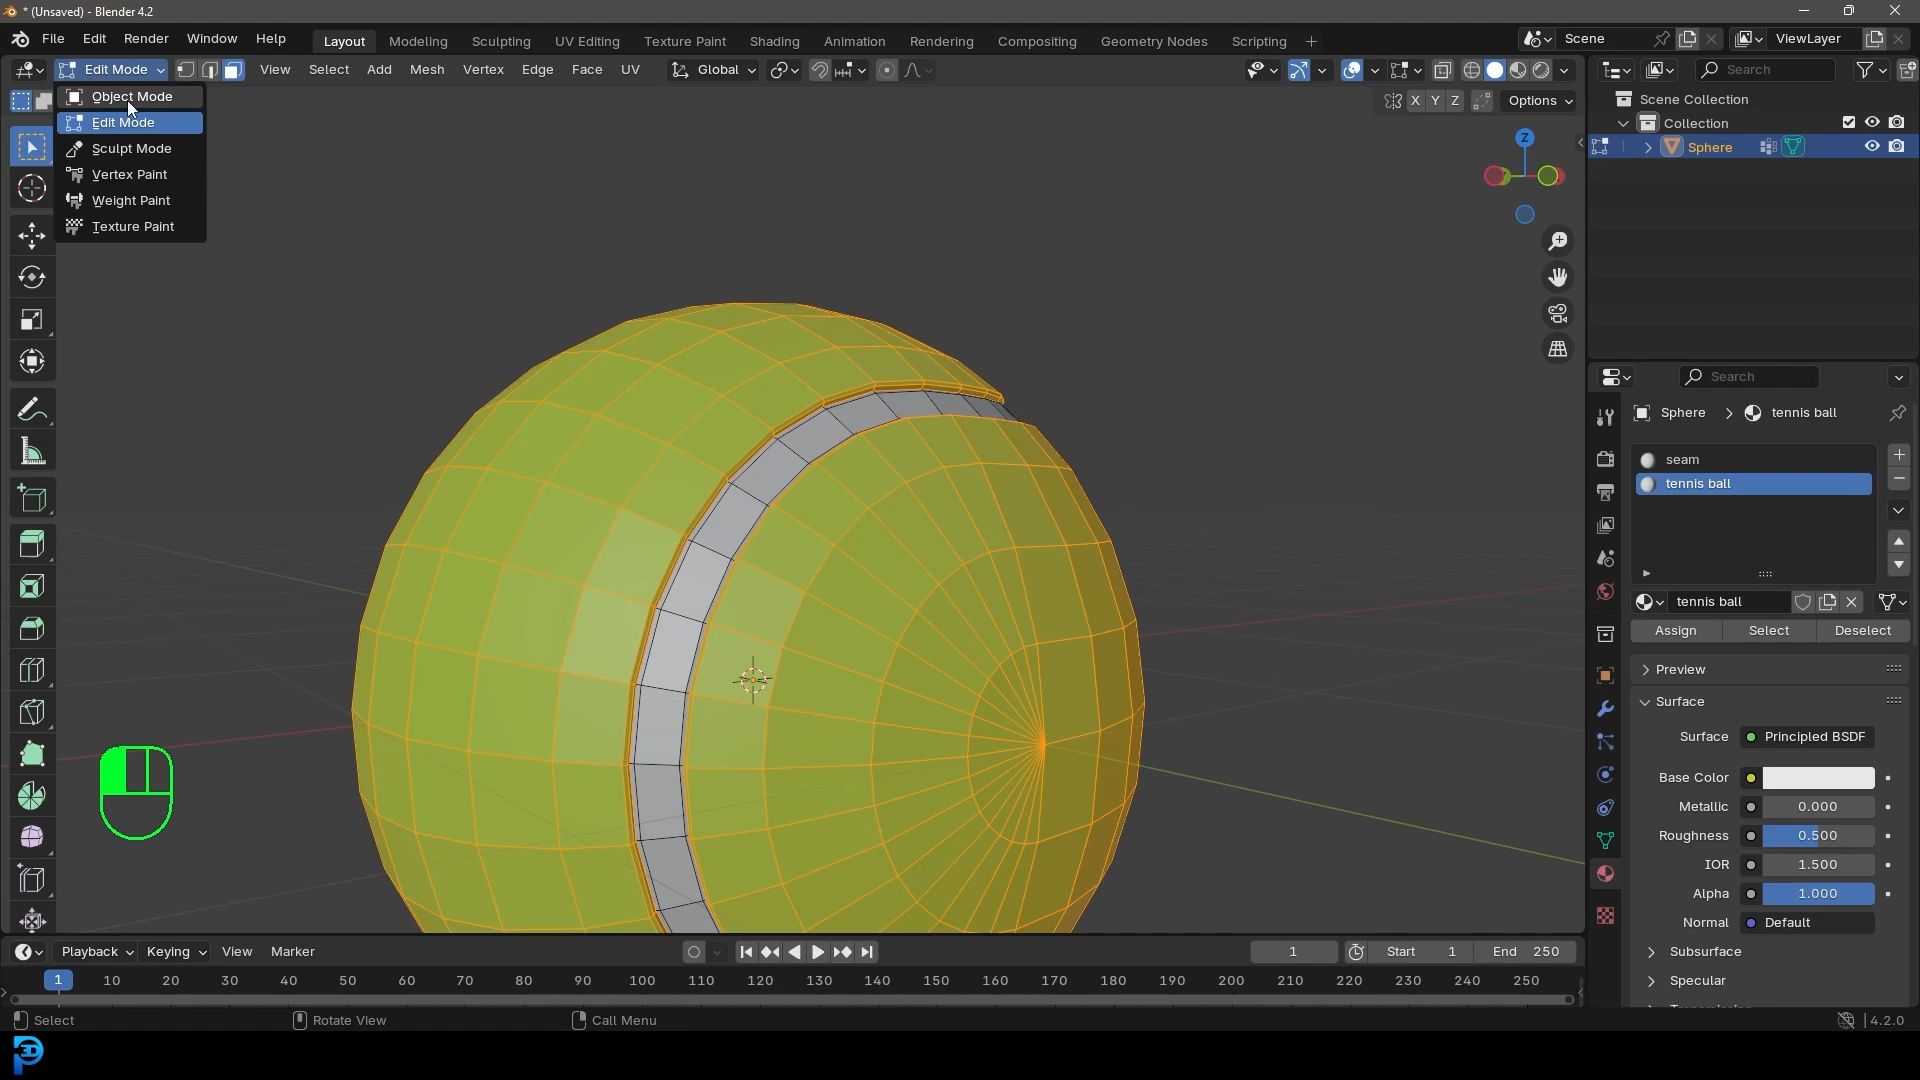 * (Unsaved) - Blender 4.2
File Edit Render Window Help Layout Modeling Sculpting UV Editing Texture Paint Shading Animation Rendering Compositing Geometry Nodes Scripting + Scene ViewLayer
Edit Mode View Select Add Mesh Vertex Edge Face UV Global Search
Object Mode
Edit Mode
Sculpt Mode
Vertex Paint
Weight Paint
Texture Paint
X Y Z Options
Z
Scene Collection
Collection
Sphere
Search
Sphere > tennis ball
seam
tennis ball
tennis ball
Assign Select Deselect
Preview
Surface
Surface Principled BSDF
Base Color
Metallic 0.000
Roughness 0.500
IOR 1.500
Alpha 1.000
Normal Default
Subsurface
Specular
Playback Keying View Marker 1 Start 1 End 250
1 10 20 30 40 50 60 70 80 90 100 110 120 130 140 150 160 170 180 190 200 210 220 230 240 250
Select Rotate View Call Menu 4.2.0